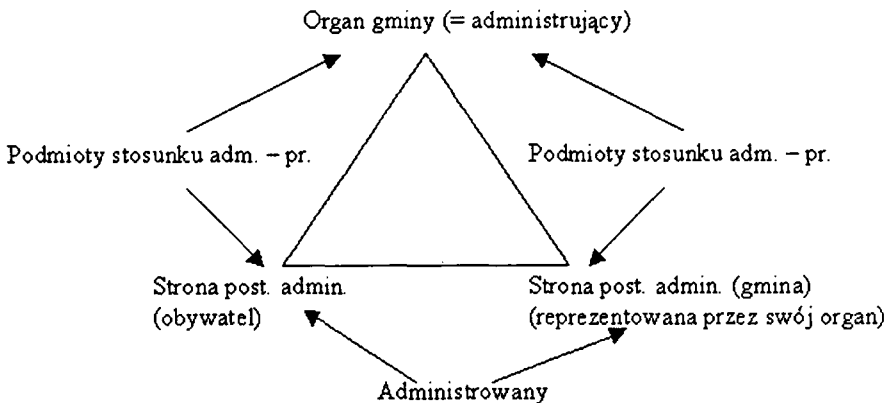 Organ gminy (= administrujący)
Podmioty stosunku adm. – pr.
Podmioty stosunku adm. – pr.
Strona post. admin.
(obywatel)
Strona post. admin. (gmina)
(reprezentowana przez swój organ)
Administrowany